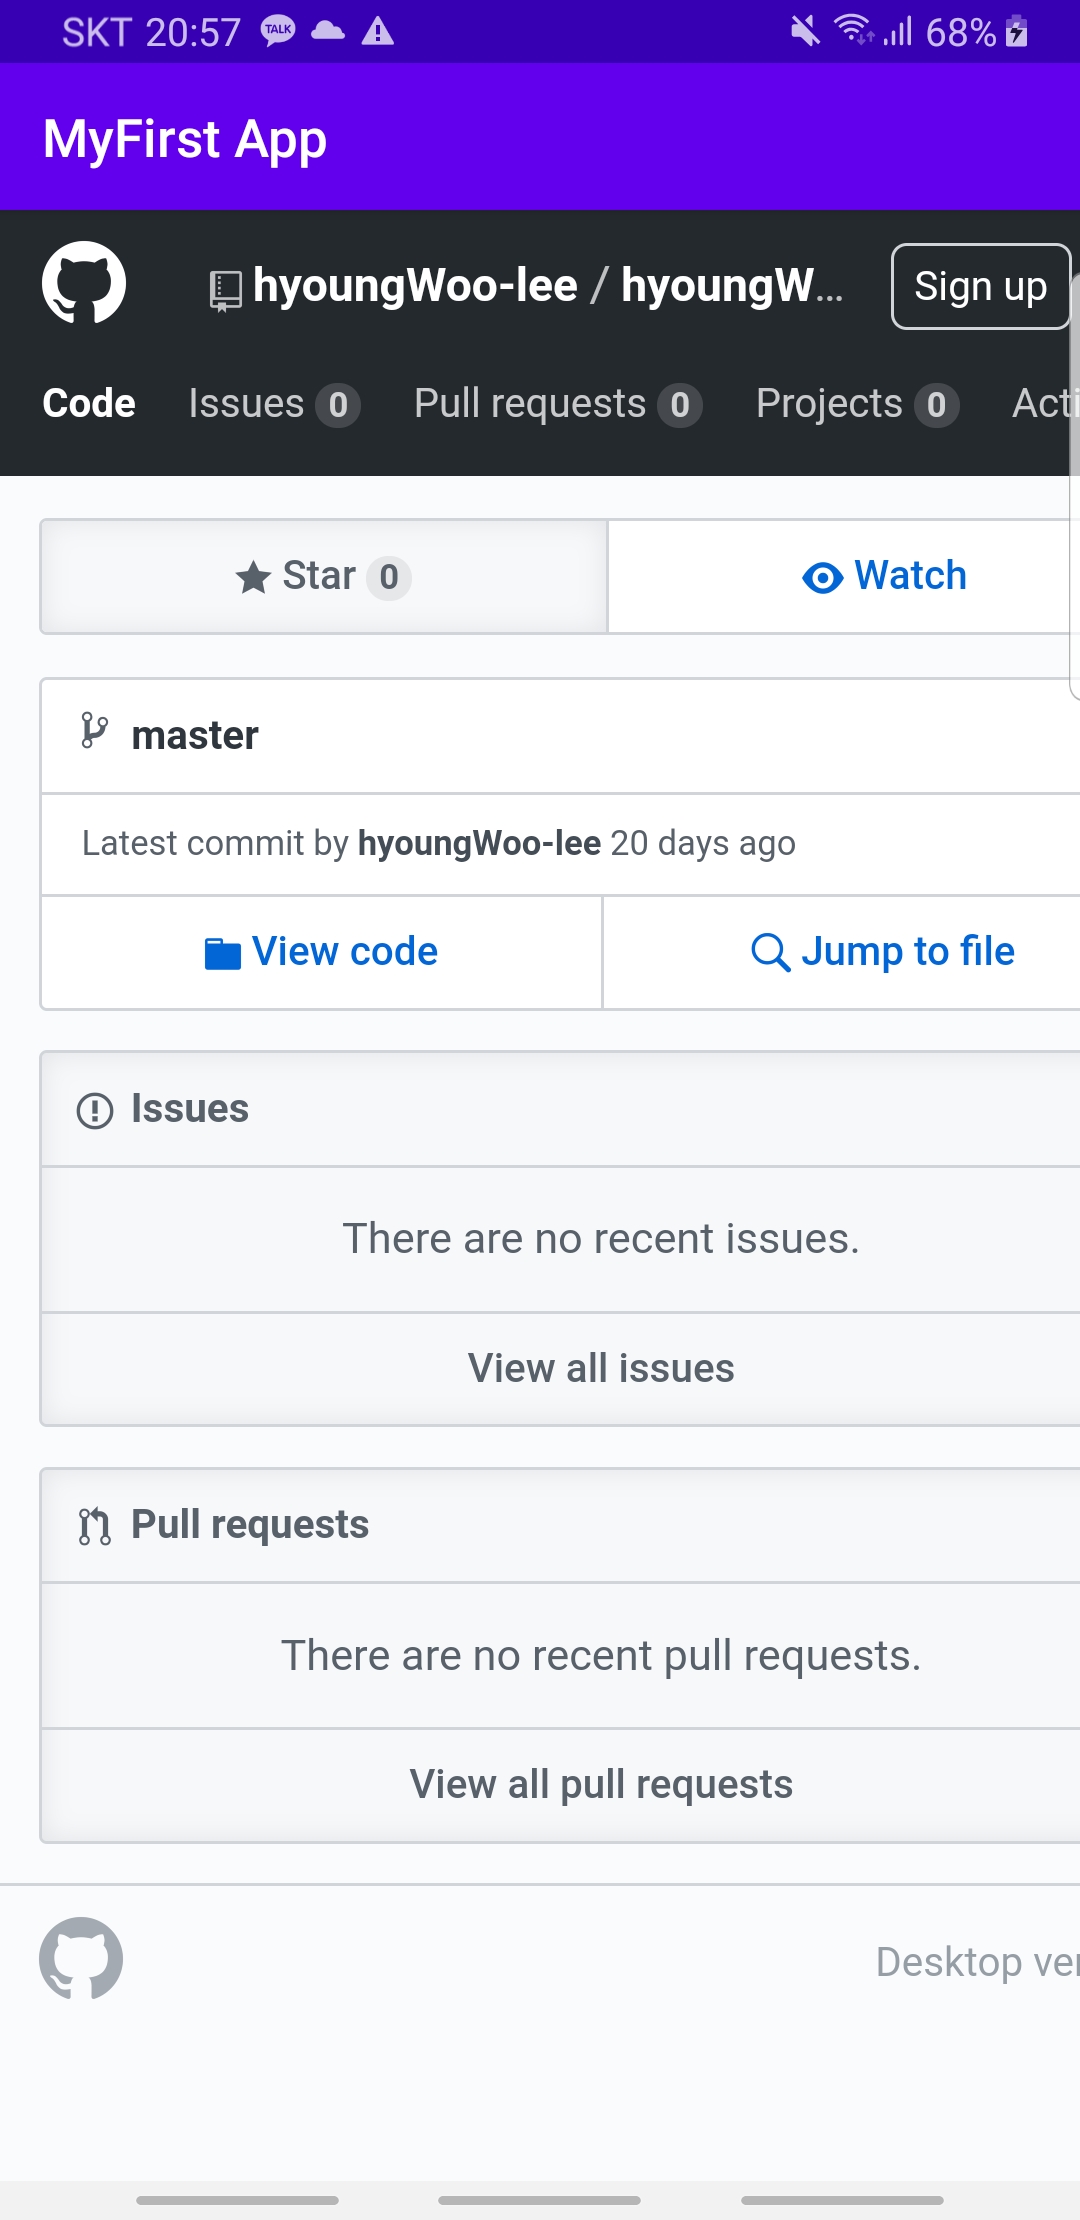 SKT 20:57 TALK 68%
MyFirst App
hyoungWoo-lee / hyoungW... Sign up
Code Issues 0 Pull requests 0 Projects 0 Acti
Star 0 Watch
master
Latest commit by hyoungWoo-lee 20 days ago
View code Jump to file
Issues
There are no recent issues.
View all issues
Pull requests
There are no recent pull requests.
View all pull requests
Desktop ver